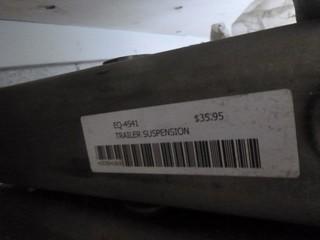 EQ-4541 $35.95
TRAILER SUSPENSION